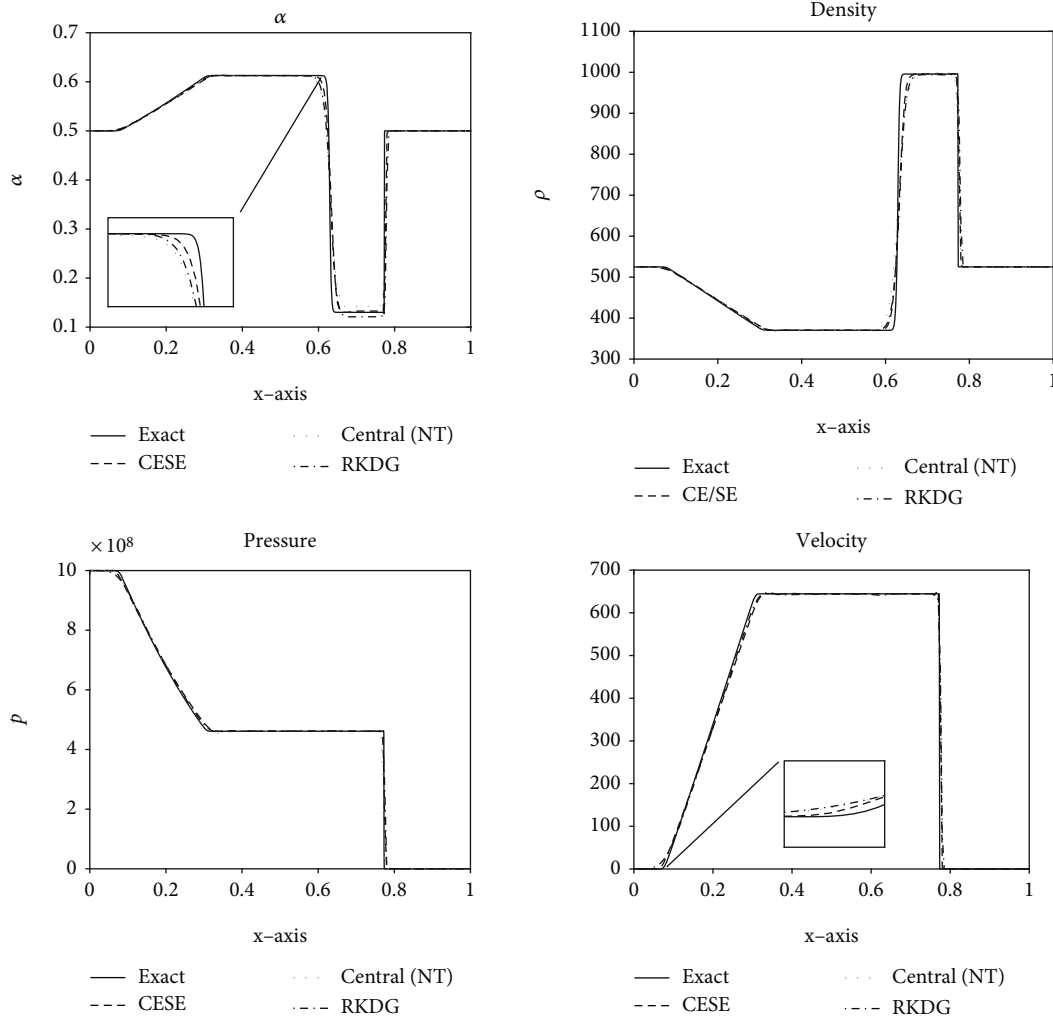 α
0.7
0.6
0.5
0.4
0.3
0.2
0.1
α
0 0.2 0.4 0.6 0.8 1
x–axis
Exact
Central (NT)
CESE
RKDG
Density
1100
1000
900
800
700
600
500
400
300
ρ
0 0.2 0.4 0.6 0.8 1
x–axis
Exact
Central (NT)
CE/SE
RKDG
×10⁸
Pressure
10
8
6
4
2
0
p
0 0.2 0.4 0.6 0.8 1
x–axis
Exact
Central (NT)
CESE
RKDG
Velocity
700
600
500
400
300
200
100
0
0 0.2 0.4 0.6 0.8 1
x–axis
Exact
Central (NT)
CESE
RKDG